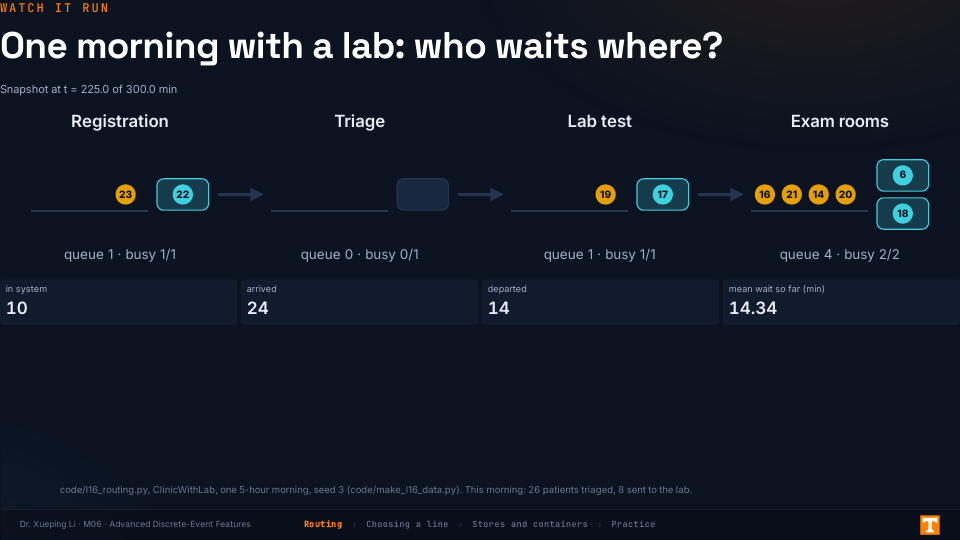 WATCH IT RUN
One morning with a lab: who waits where?
Snapshot at t = 225.0 of 300.0 min
Registration
Triage
Lab test
Exam rooms
23
22
19
17
16
21
14
20
6
18
queue 1 · busy 1/1
queue 0 · busy 0/1
queue 1 · busy 1/1
queue 4 · busy 2/2
in system
10
arrived
24
departed
14
mean wait so far (min)
14.34
code/l16_routing.py, ClinicWithLab, one 5-hour morning, seed 3 (code/make_l16_data.py). This morning: 26 patients triaged, 8 sent to the lab.
Dr. Xueping Li · M06 · Advanced Discrete-Event Features
Routing › Choosing a line › Stores and containers › Practice
T